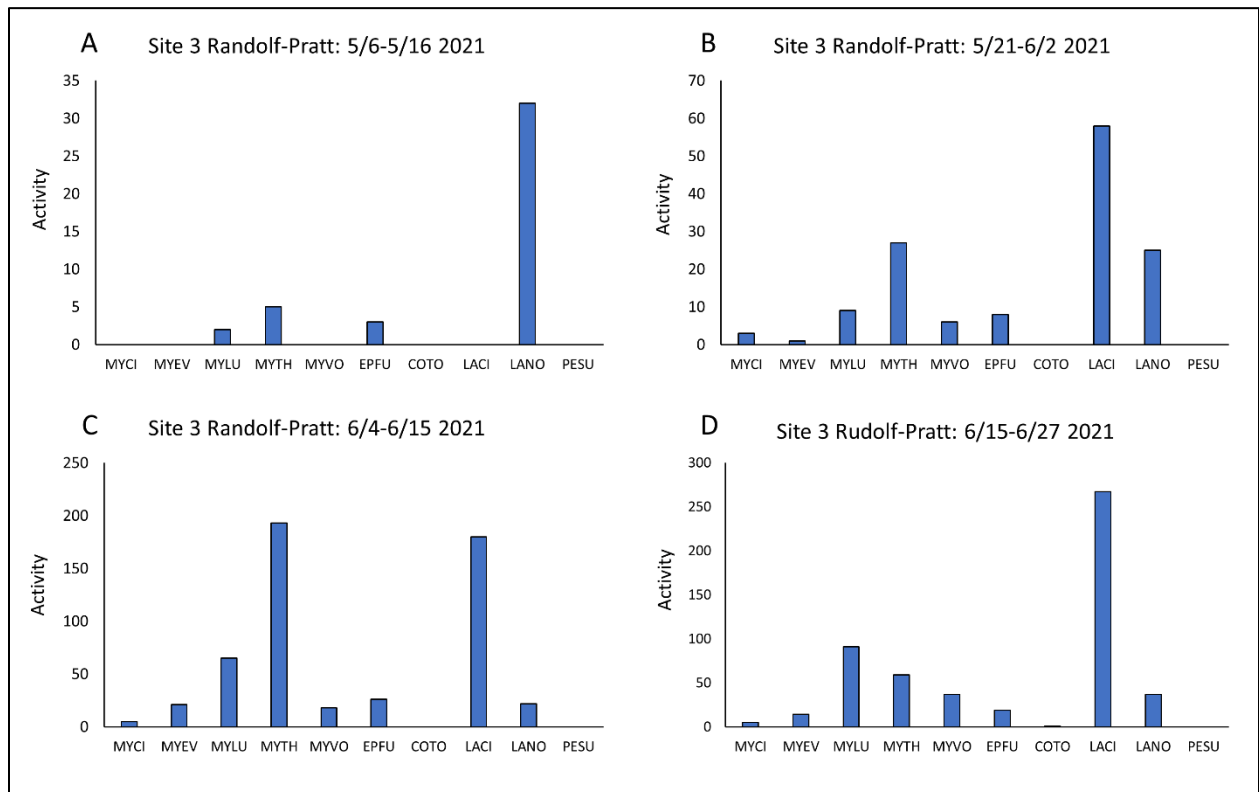 A
Site 3 Randolf-Pratt: 5/6-5/16 2021
35
30
25
20
15
10
5
0
Activity
MYCI MYEV MYLU MYTH MYVO EPFU COTO LACI LANO PESU
B
Site 3 Randolf-Pratt: 5/21-6/2 2021
70
60
50
40
30
20
10
0
Activity
MYCI MYEV MYLU MYTH MYVO EPFU COTO LACI LANO PESU
C
Site 3 Randolf-Pratt: 6/4-6/15 2021
250
200
150
100
50
0
Activity
MYCI MYEV MYLU MYTH MYVO EPFU COTO LACI LANO PESU
D
Site 3 Rudolf-Pratt: 6/15-6/27 2021
300
250
200
150
100
50
0
Activity
MYCI MYEV MYLU MYTH MYVO EPFU COTO LACI LANO PESU